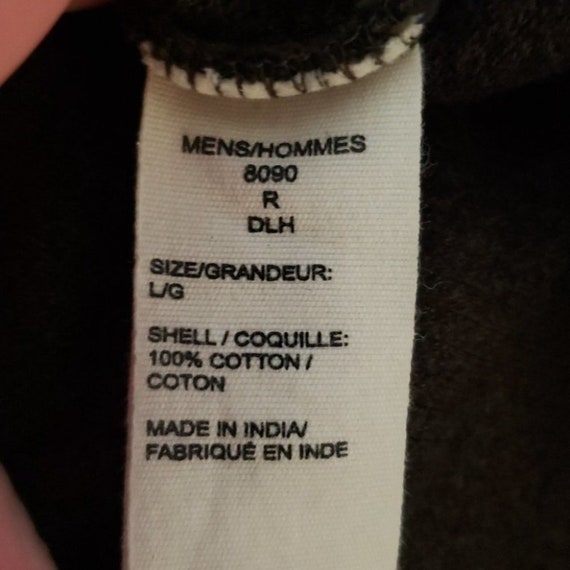 MENS/HOMMES
8090
R
DLH
SIZE/GRANDEUR:
L/G
SHELL / COQUILLE:
100% COTTON /
COTON
MADE IN INDIA/
FABRIQUÉ EN INDE